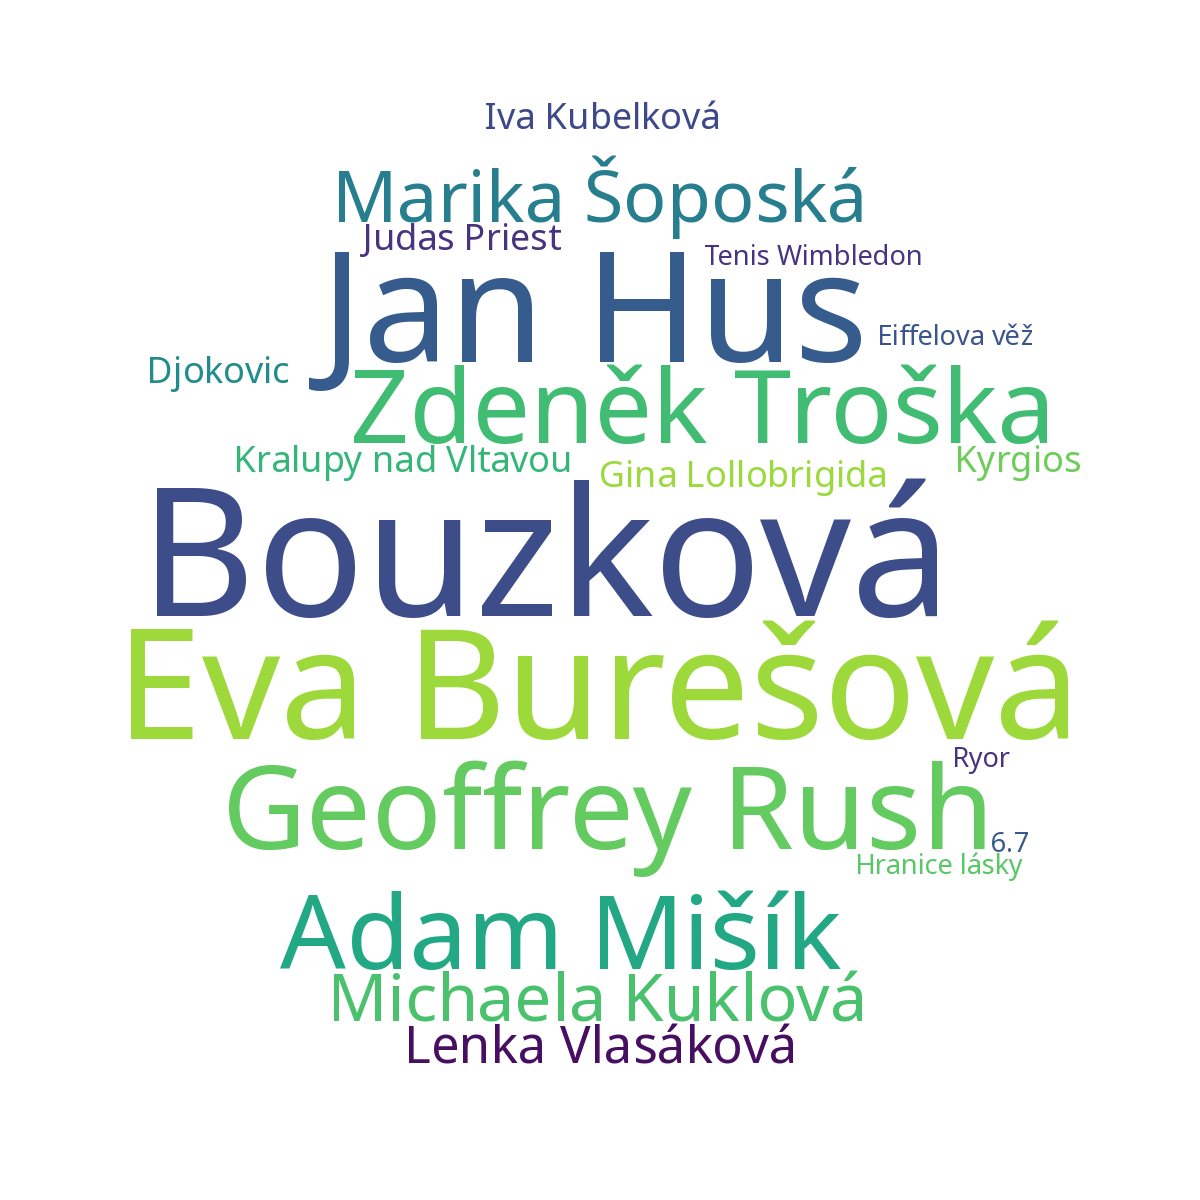 Iva Kubelková
Marika Šoposká
Judas Priest
Tenis Wimbledon
Jan Hus
Eiffelova věž
Djokovic
Zdeněk Troška
Kralupy nad Vltavou
Gina Lollobrigida
Kyrgios
Bouzková
Eva Burešová
Ryor
Geoffrey Rush
6.7
Hranice lásky
Adam Mišík
Michaela Kuklová
Lenka Vlasáková